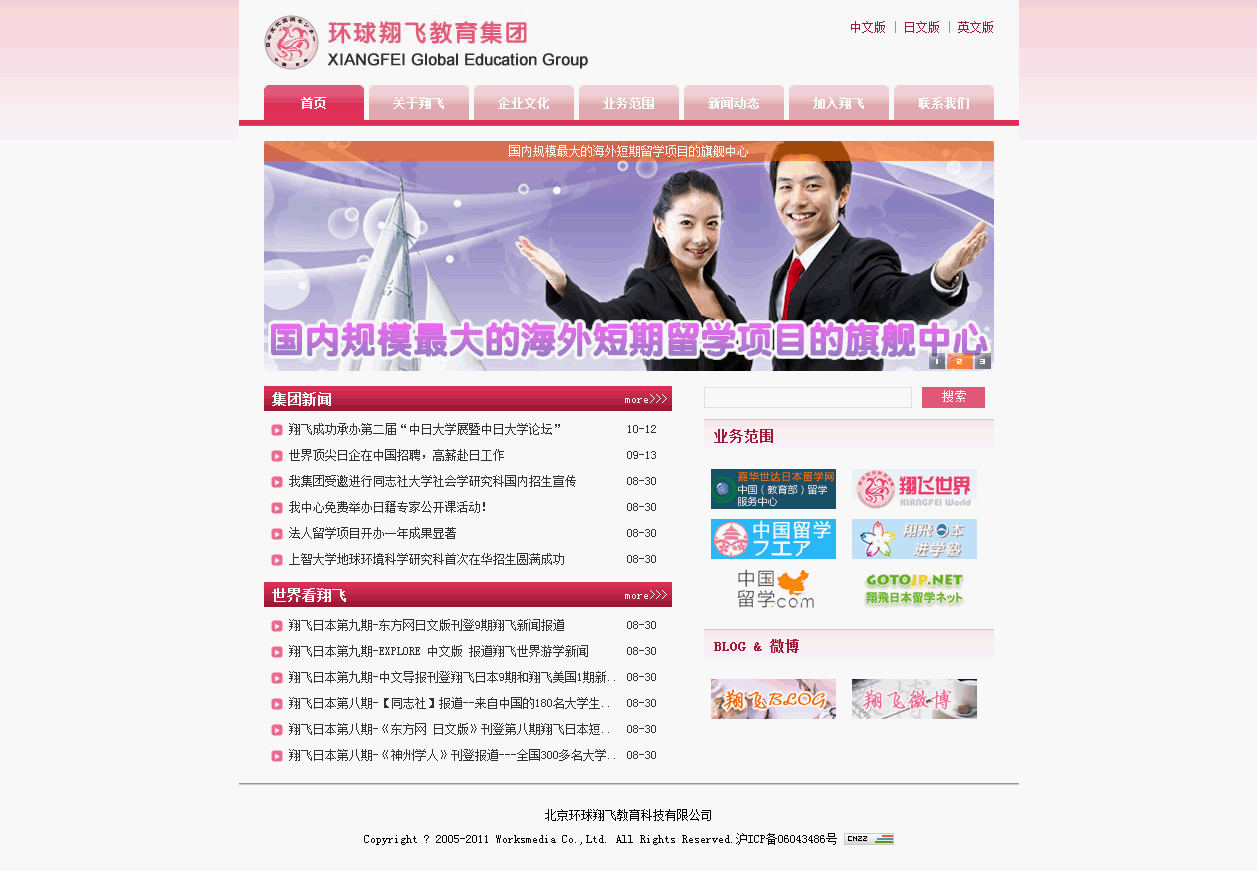 环球翔飞教育集团
XIANGFEI Global Education Group
中文版 | 日文版 | 英文版
首页 关于翔飞 企业文化 业务范围 新闻动态 加入翔飞 联系我们
国内规模最大的海外短期留学项目的旗舰中心
国内规模最大的海外短期留学项目的旗舰中心
1 2 3
集团新闻 more>>>
翔飞成功承办第二届“中日大学展暨中日大学论坛” 10-12
世界顶尖日企在中国招聘，高薪赴日工作 09-13
我集团受邀进行同志社大学社会学研究科国内招生宣传 08-30
我中心免费举办日籍专家公开课活动! 08-30
法人留学项目开办一年成果显著 08-30
上智大学地球环境科学研究科首次在华招生圆满成功 08-30
世界看翔飞 more>>>
翔飞日本第九期-东方网日文版刊登9期翔飞新闻报道 08-30
翔飞日本第九期-EXPLORE 中文版 报道翔飞世界游学新闻 08-30
翔飞日本第九期-中文导报刊登翔飞日本9期和翔飞美国1期新.. 08-30
翔飞日本第八期-【同志社】报道--来自中国的180名大学生.. 08-30
翔飞日本第八期-《东方网 日文版》刊登第八期翔飞日本短.. 08-30
翔飞日本第八期-《神州学人》刊登报道---全国300多名大学.. 08-30
搜索
业务范围
嘉华世达日本留学网
中国（教育部）留学
服务中心
翔飞世界
XIANGFEI World
中国留学
フエア
翔飛日本
进学塾
中国
留学.com
GOTOJP.NET
翔飛日本留学ネット
BLOG & 微博
翔飞BLOG
翔飞微博
北京环球翔飞教育科技有限公司
Copyright ? 2005-2011 Worksmedia Co.,Ltd. All Rights Reserved.沪ICP备06043486号 CNZZ